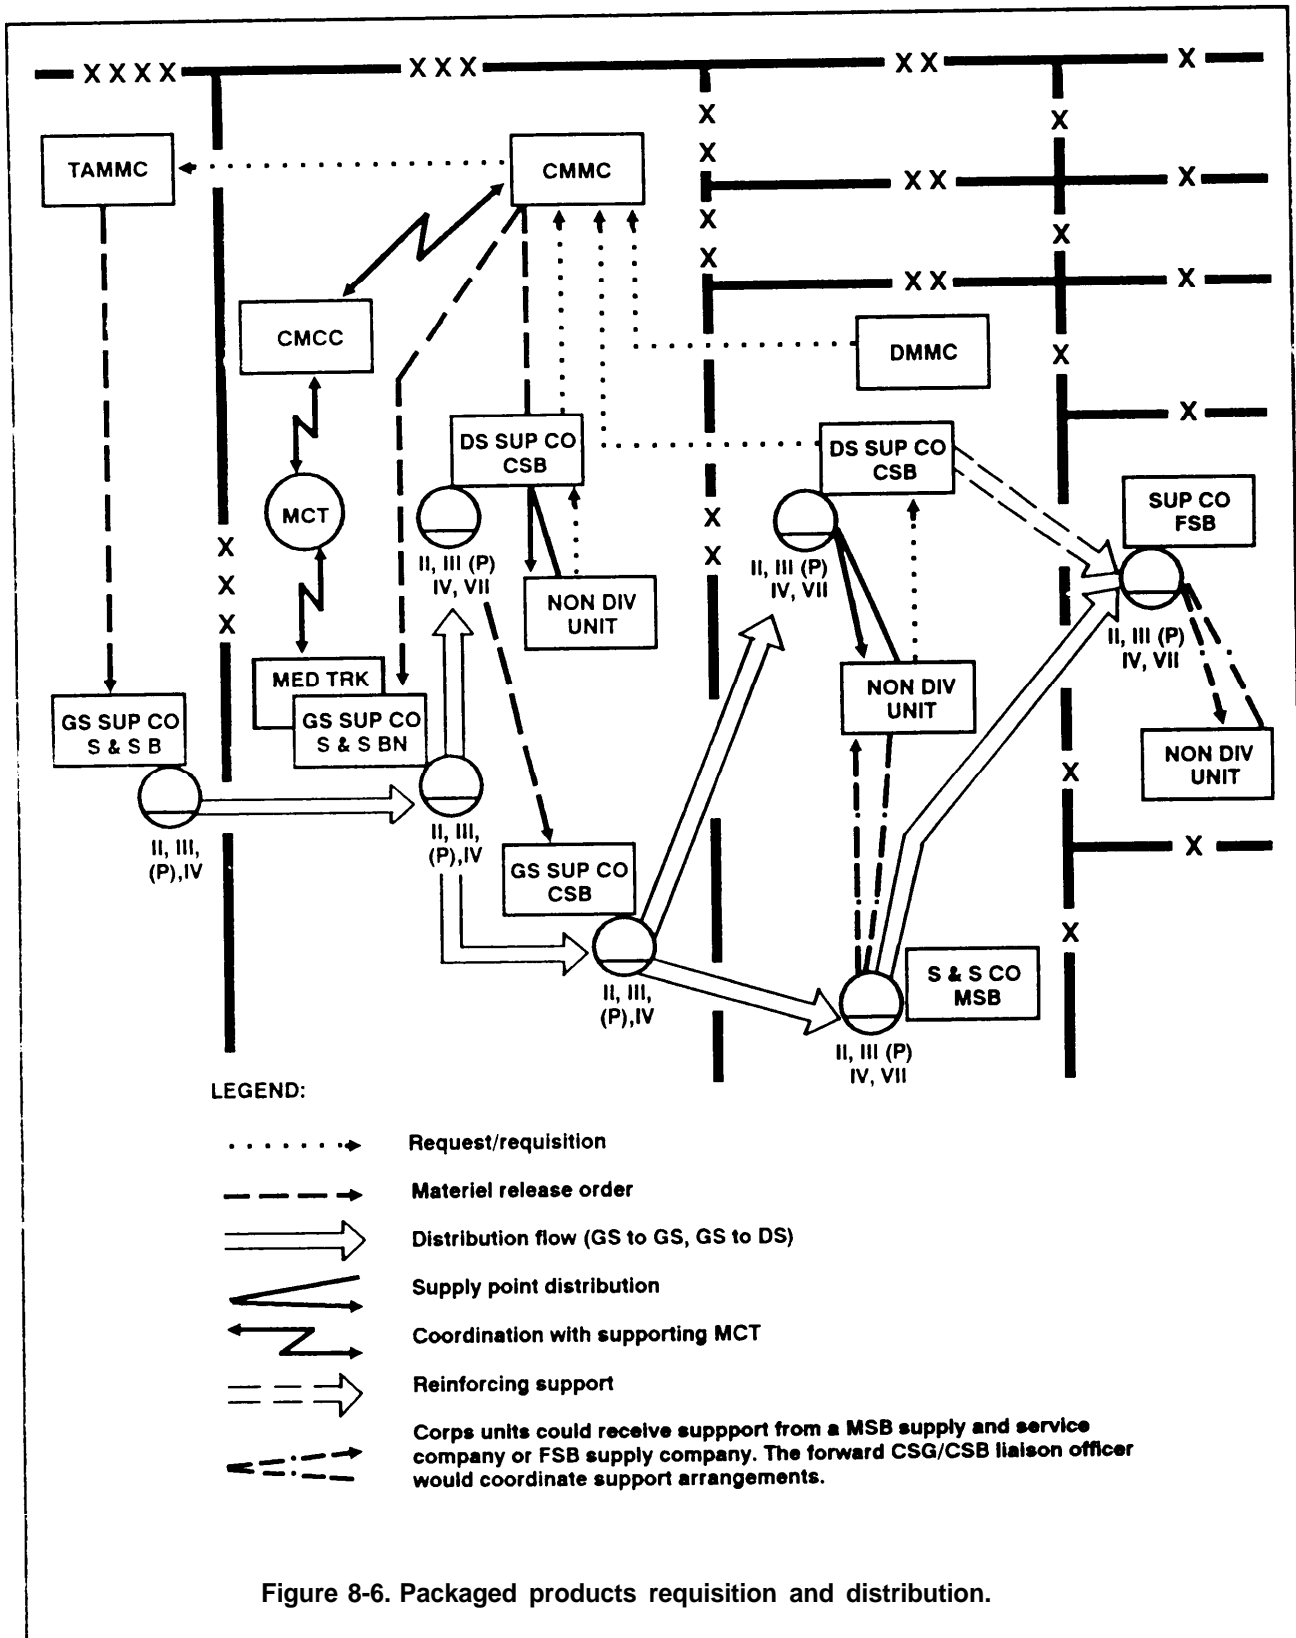 XXXX
XXX
XX
X
X
X
X
X
TAMMC
CMMC
XX
X
X
X
X
XX
X
CMCC
DMMC
X
X
DS SUP CO
CSB
DS SUP CO
CSB
SUP CO
FSB
MCT
X
X
X
X
X
II, III (P)
IV, VII
NON DIV
UNIT
II, III (P)
IV, VII
II, III (P)
IV, VII
MED TRK
NON DIV
UNIT
GS SUP CO
S & S B
GS SUP CO
S & S BN
NON DIV
UNIT
X
II, III,
(P),IV
II, III,
(P),IV
X
GS SUP CO
CSB
X
S & S CO
MSB
II, III,
(P),IV
II, III (P)
IV, VII
LEGEND:
Request/requisition
Materiel release order
Distribution flow (GS to GS, GS to DS)
Supply point distribution
Coordination with supporting MCT
Reinforcing support
Corps units could receive suppport from a MSB supply and service
company or FSB supply company. The forward CSG/CSB liaison officer
would coordinate support arrangements.
Figure 8-6. Packaged products requisition and distribution.